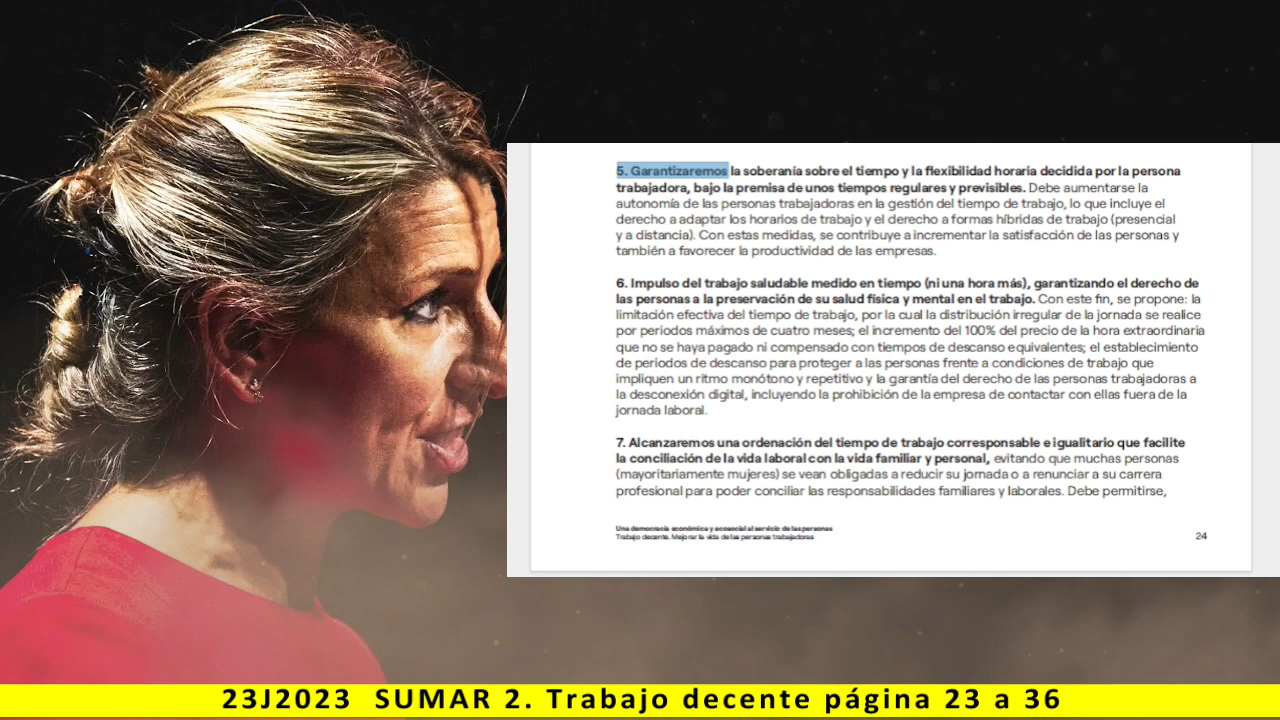 5. Garantizaremos la soberanía sobre el tiempo y la flexibilidad horaria decidida por la persona
trabajadora, bajo la premisa de unos tiempos regulares y previsibles. Debe aumentarse la
autonomía de las personas trabajadoras en la gestión del tiempo de trabajo, lo que incluye el
derecho a adaptar los horarios de trabajo y el derecho a formas híbridas de trabajo (presencial
y a distancia). Con estas medidas, se contribuye a incrementar la satisfacción de las personas y
también a favorecer la productividad de las empresas.
6. Impulso del trabajo saludable medido en tiempo (ni una hora más), garantizando el derecho de
las personas a la preservación de su salud física y mental en el trabajo. Con este fin, se propone: la
limitación efectiva del tiempo de trabajo, por la cual la distribución irregular de la jornada se realice
por periodos máximos de cuatro meses; el incremento del 100% del precio de la hora extraordinaria
que no se haya pagado ni compensado con tiempos de descanso equivalentes; el establecimiento
de periodos de descanso para proteger a las personas frente a condiciones de trabajo que
impliquen un ritmo monótono y repetitivo y la garantía del derecho de las personas trabajadoras a
la desconexión digital, incluyendo la prohibición de la empresa de contactar con ellas fuera de la
jornada laboral.
7. Alcanzaremos una ordenación del tiempo de trabajo corresponsable e igualitario que facilite
la conciliación de la vida laboral con la vida familiar y personal, evitando que muchas personas
(mayoritariamente mujeres) se vean obligadas a reducir su jornada o a renunciar a su carrera
profesional para poder conciliar las responsabilidades familiares y laborales. Debe permitirse,
Una democracia económica y ecosocial al servicio de las personas
Trabajo decente. Mejorar la vida de las personas trabajadoras
24
23J2023 SUMAR 2. Trabajo decente página 23 a 36